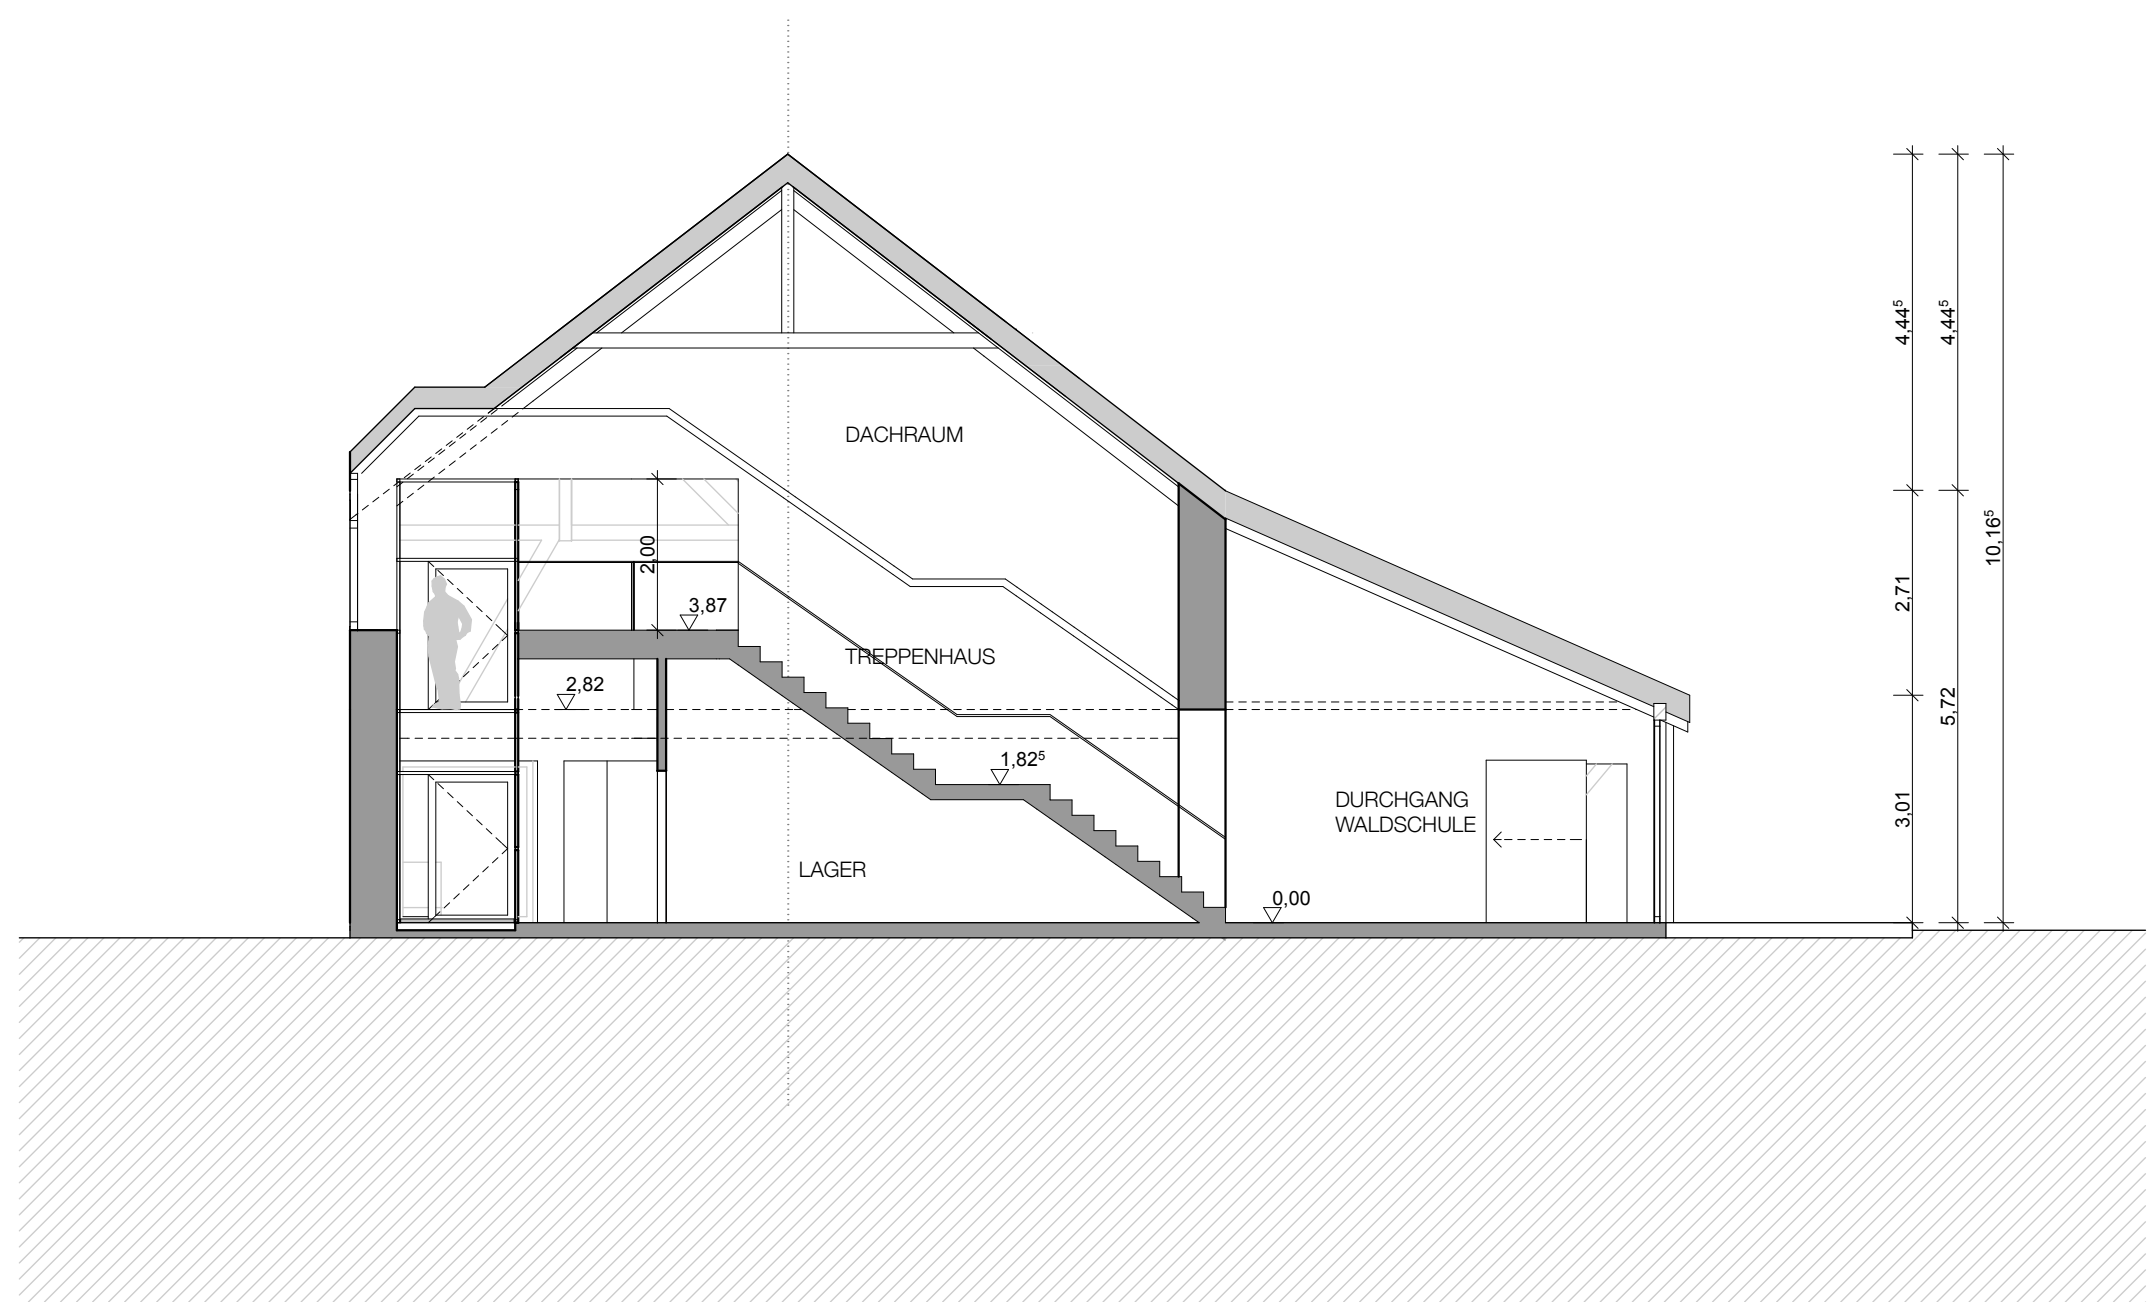 4,44⁵
4,44⁵
DACHRAUM
10,16⁵
2,00
3,87
2,71
TREPPENHAUS
2,82
5,72
1,82⁵
DURCHGANG
WALDSCHULE
3,01
LAGER
0,00